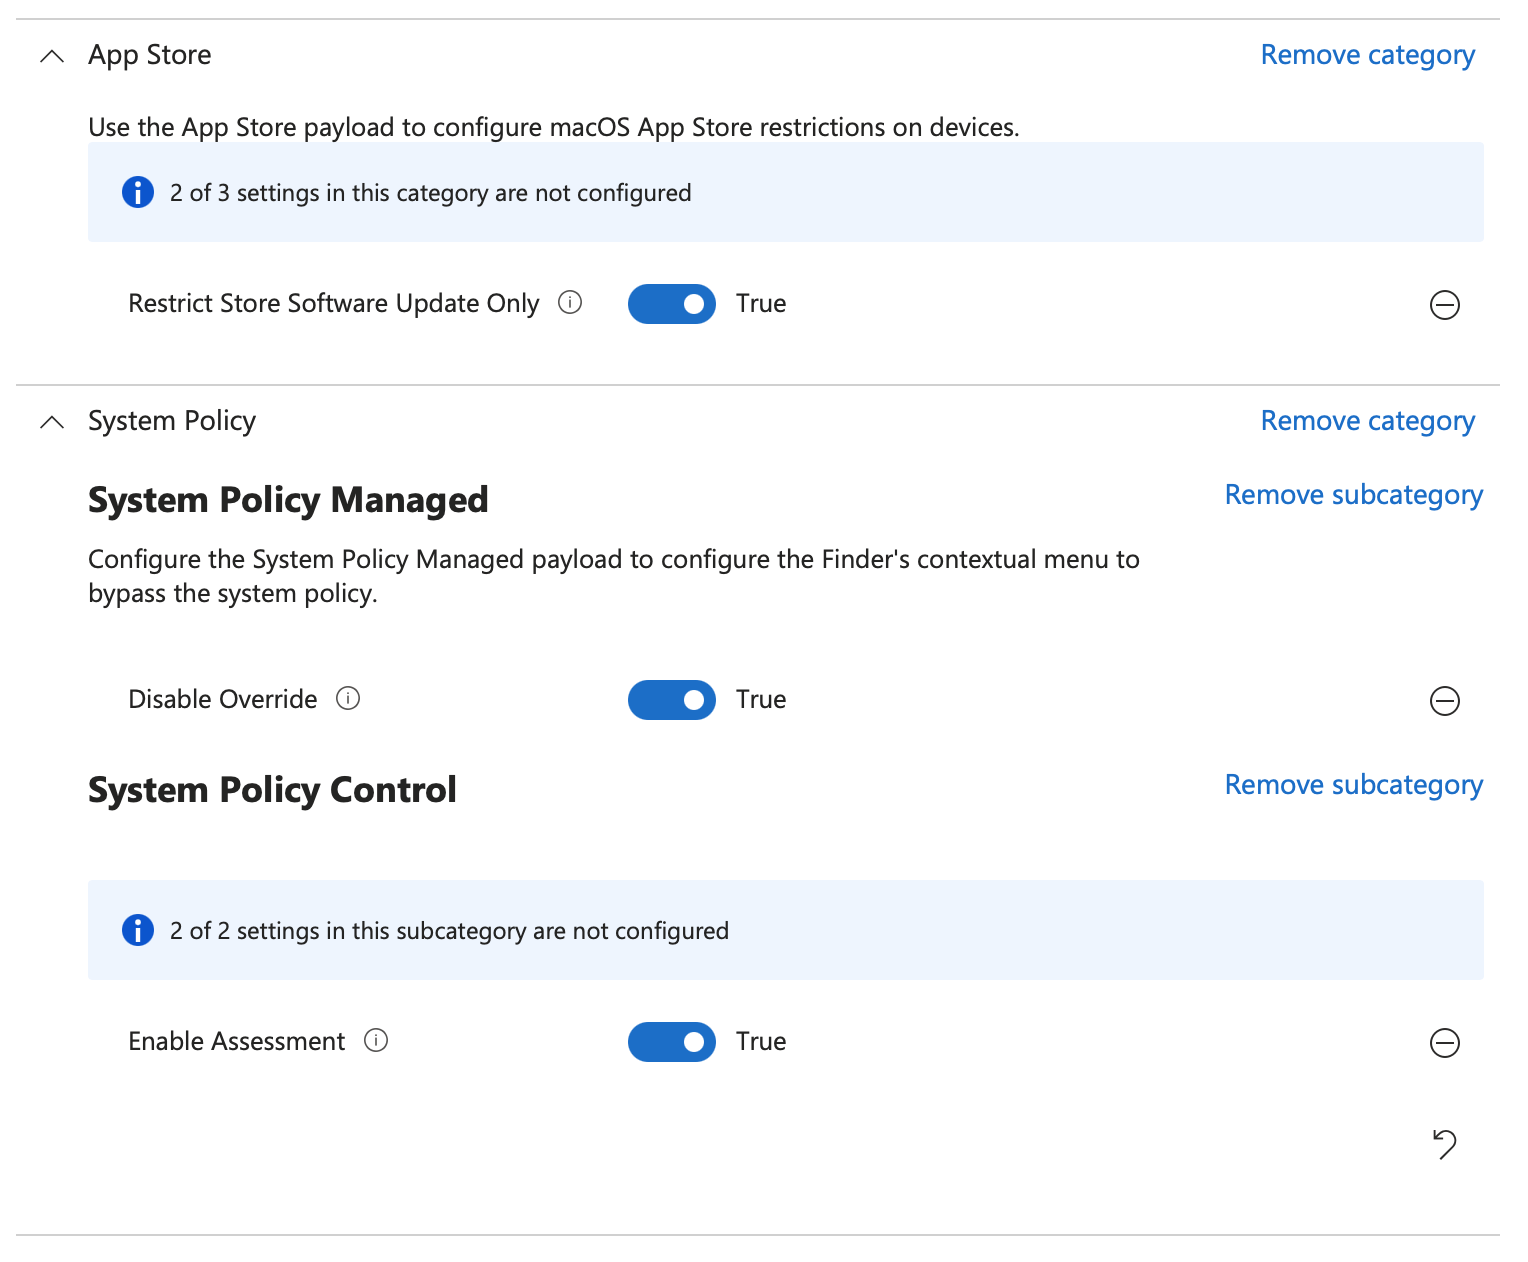 App Store
Remove category
Use the App Store payload to configure macOS App Store restrictions on devices.
2 of 3 settings in this category are not configured
Restrict Store Software Update Only
True
System Policy
Remove category
System Policy Managed
Remove subcategory
Configure the System Policy Managed payload to configure the Finder's contextual menu to
bypass the system policy.
Disable Override
True
System Policy Control
Remove subcategory
2 of 2 settings in this subcategory are not configured
Enable Assessment
True